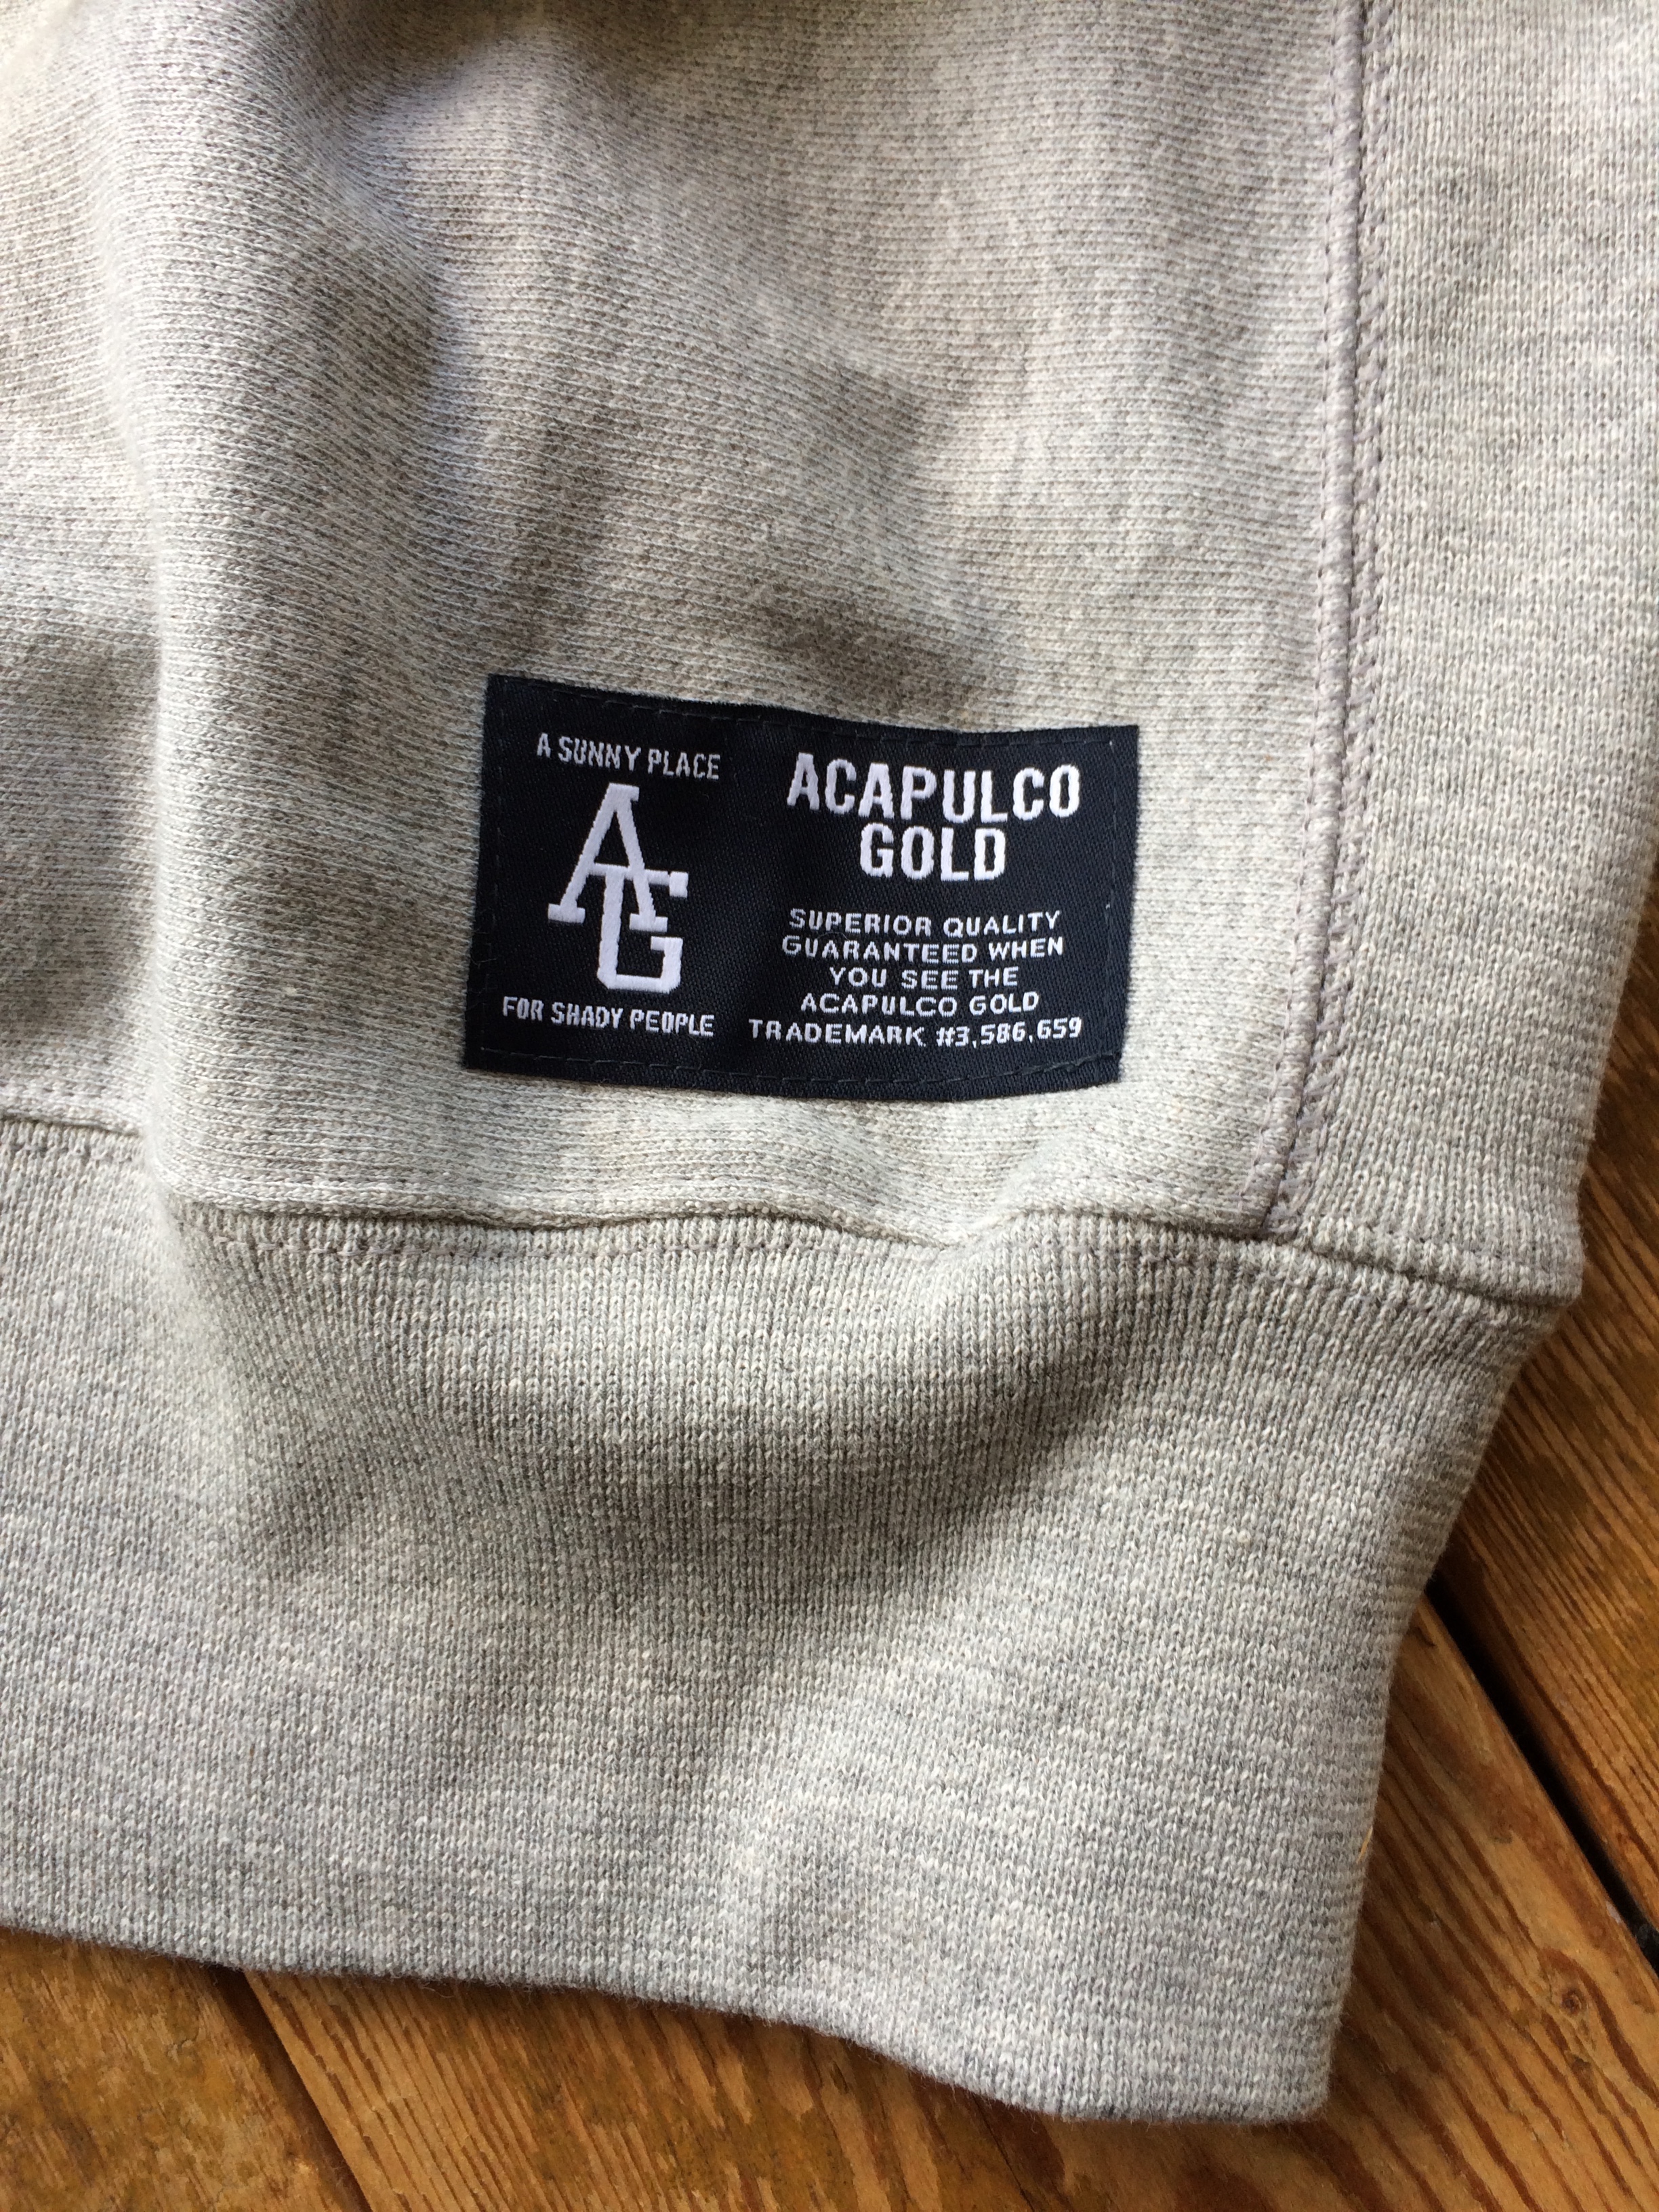 A SUNNY PLACE
AG
FOR SHADY PEOPLE
ACAPULCO
GOLD
SUPERIOR QUALITY
GUARANTEED WHEN
YOU SEE THE
ACAPULCO GOLD
TRADEMARK #3,586,659